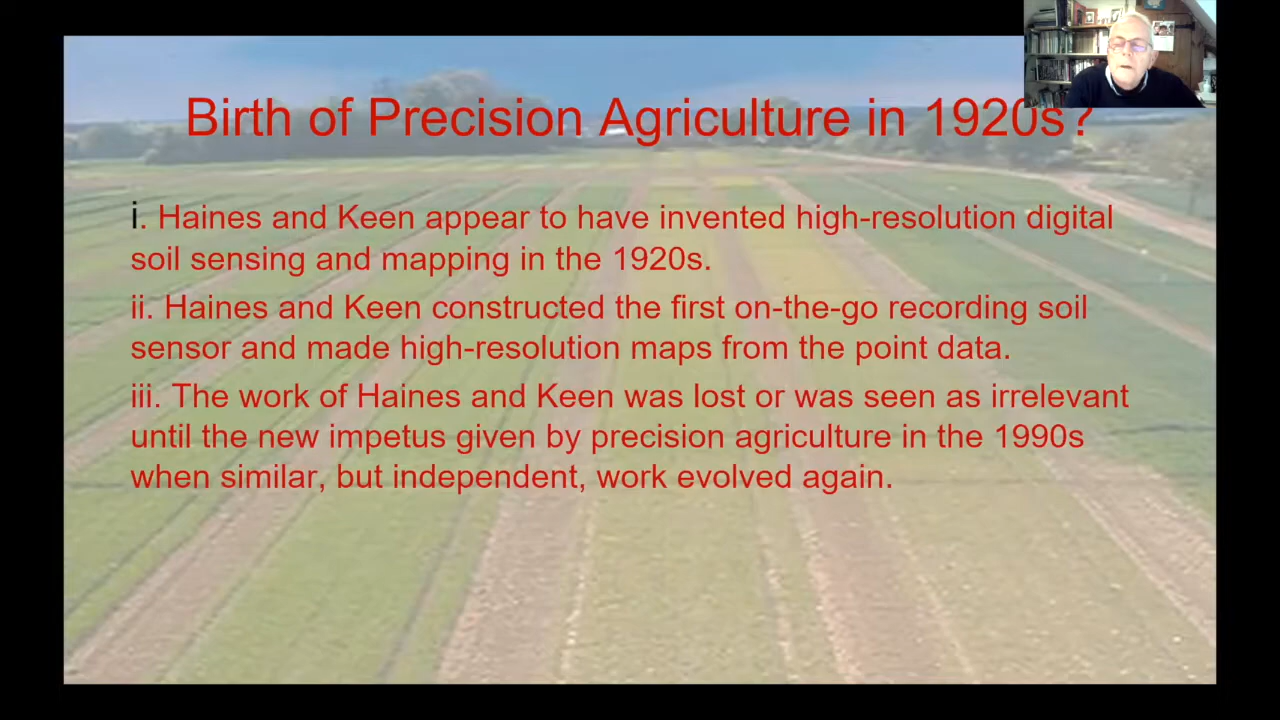 Birth of Precision Agriculture in 1920s?
i. Haines and Keen appear to have invented high-resolution digital
soil sensing and mapping in the 1920s.
ii. Haines and Keen constructed the first on-the-go recording soil
sensor and made high-resolution maps from the point data.
iii. The work of Haines and Keen was lost or was seen as irrelevant
until the new impetus given by precision agriculture in the 1990s
when similar, but independent, work evolved again.